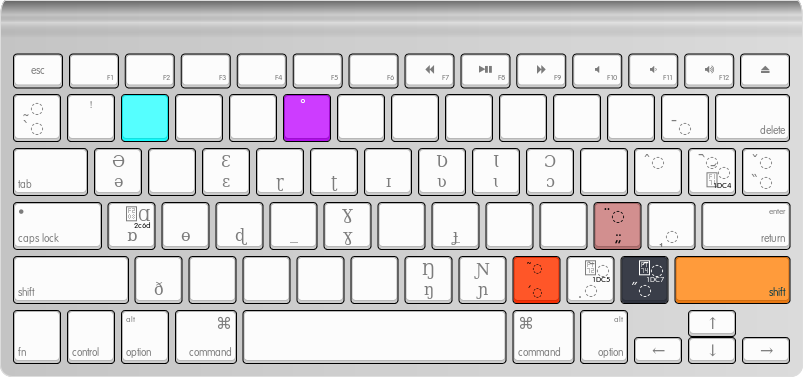 esc F1 F2 F3 F4 F5 F6 F7 F8 F9 F10 F11 F12
˜◌ `◌ ! ° ¯◌ delete
tab Ə ə Ɛ ɛ ɽ ʈ ɪ Ʋ ʋ Ɩ ɩ Ɔ ɔ ˆ◌ 1DC4 ˇ◌
caps lock Ɑ 2c6d ɒ ɵ ɖ _ Ɣ ɣ ɟ ¨◌ ;; ◌ enter return
shift ð Ŋ ŋ Ɲ ɲ ˜◌ ´◌ 1DC5 .◌ 1DC7 ˝◌ shift
fn control alt option ⌘ command ⌘ command alt option ← ↑ ↓ →